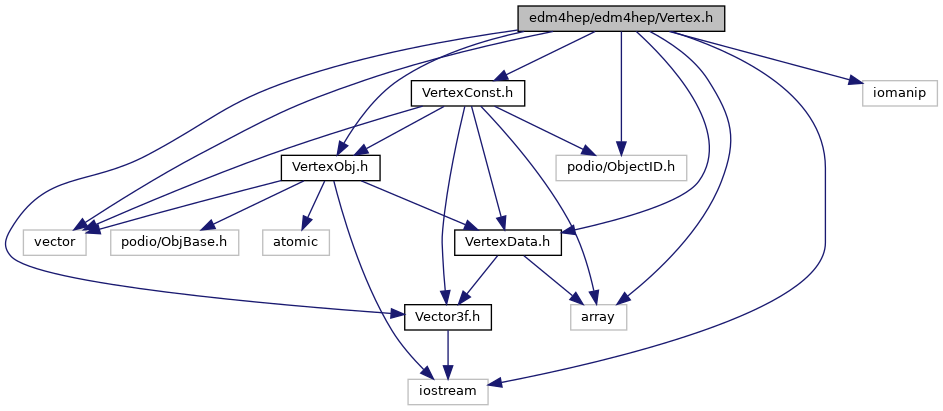 edm4hep/edm4hep/Vertex.h
VertexConst.h
iomanip
VertexObj.h
podio/ObjectID.h
vector
podio/ObjBase.h
atomic
VertexData.h
Vector3f.h
array
iostream